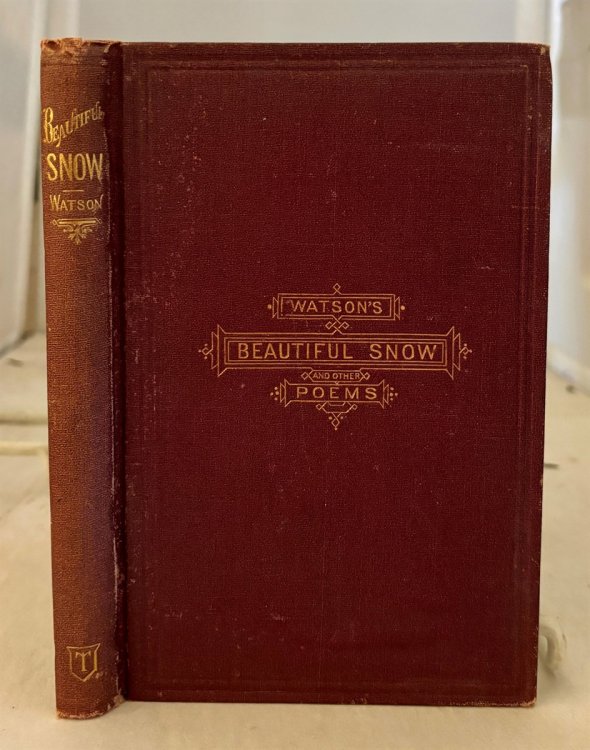 BEAUTIFUL
SNOW
WATSON
T
WATSON'S
BEAUTIFUL SNOW
AND OTHER
POEMS